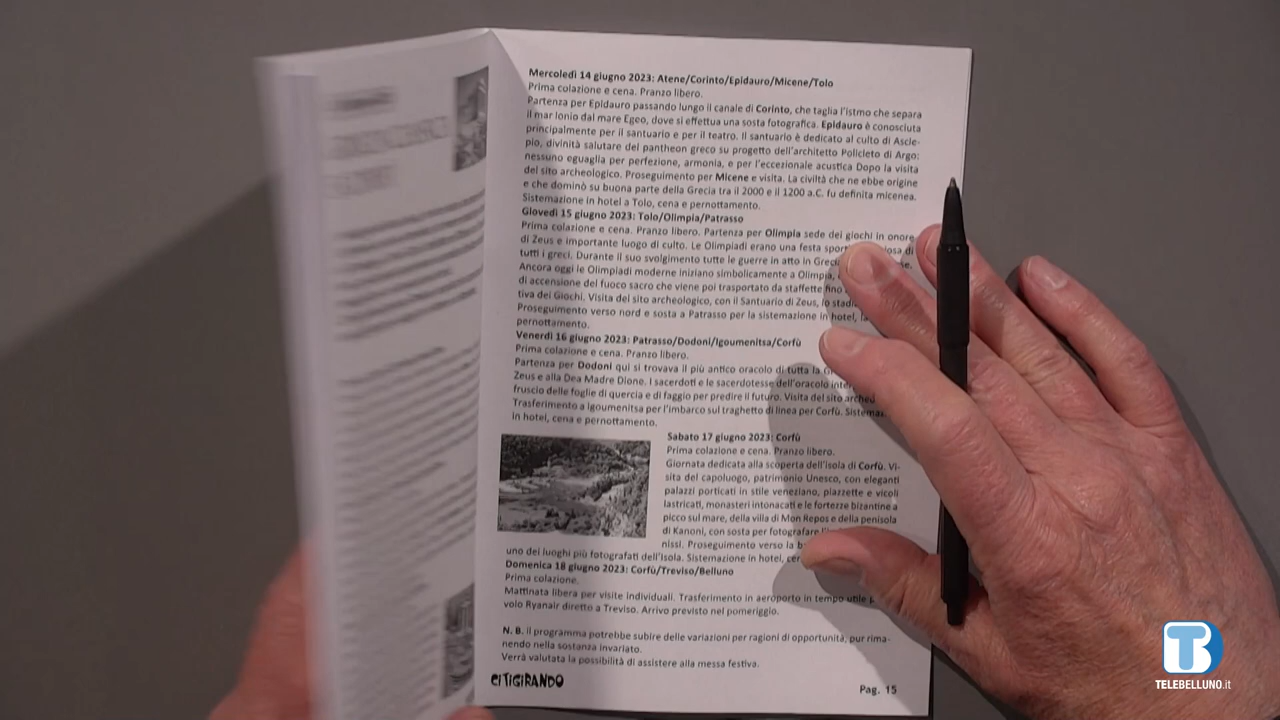 Mercoledì 14 giugno 2023: Atene/Corinto/Epidauro/Micene/Tolo
Prima colazione e cena. Pranzo libero.
Partenza per Epidauro passando lungo il canale di Corinto, che taglia l'istmo che separa
il mar Ionio dal mare Egeo, dove si effettua una sosta fotografica. Epidauro è conosciuta
principalmente per il santuario e per il teatro. Il santuario è dedicato al culto di Ascle-
pio, divinità salutare del pantheon greco su progetto dell'architetto Policleto di Argo:
nessuno eguaglia per perfezione, armonia, e per l'eccezionale acustica Dopo la visita
del sito archeologico. Proseguimento per Micene e visita. La civiltà che ne ebbe origine
e che dominò su buona parte della Grecia tra il 2000 e il 1200 a.C. fu definita micenea.
Sistemazione in hotel a Tolo, cena e pernottamento.
Giovedì 15 giugno 2023: Tolo/Olimpia/Patrasso
Prima colazione e cena. Pranzo libero. Partenza per Olimpia sede dei giochi in onore
di Zeus e importante luogo di culto. Le Olimpiadi erano una festa di
tutti i greci. Durante il suo svolgimento tutte le guerre in atto in
Ancora oggi le Olimpiadi moderne iniziano simbolicamente a Olimpia,
di accensione del fuoco sacro che viene poi trasportato da staffette fino
tiva dei Giochi. Visita del sito archeologico, con il Santuario di Zeus, lo
Proseguimento verso nord e sosta a Patrasso per la sistemazione in hotel,
pernottamento.
Venerdì 16 giugno 2023: Patrasso/Dodoni/Igoumenitsa/Corfù
Prima colazione e cena. Pranzo libero.
Partenza per Dodoni qui si trovava il più antico oracolo di tutta la
Zeus e alla Dea Madre Dione. I sacerdoti e le sacerdotesse dell'oracolo
fruscio delle foglie di quercia e di faggio per predire il futuro. Visita del sito
Trasferimento a Igoumenitsa per l'imbarco sul traghetto di linea per Corfù.
in hotel, cena e pernottamento.
Sabato 17 giugno 2023: Corfù
Prima colazione e cena. Pranzo libero.
Giornata dedicata alla scoperta dell'isola di Corfù. Vi-
sita del capoluogo, patrimonio Unesco, con eleganti
palazzi porticati in stile veneziano, piazzette e vicoli
lastricati, monasteri intonacati e le fortezze bizantine a
picco sul mare, della villa di Mon Repos e della penisola
di Kanoni, con sosta per fotografare
nissi. Proseguimento verso la
uno dei luoghi più fotografati dell'isola. Sistemazione in hotel,
Domenica 18 giugno 2023: Corfù/Treviso/Belluno
Prima colazione.
Mattinata libera per visite individuali. Trasferimento in aeroporto in tempo utile
volo Ryanair diretto a Treviso. Arrivo previsto nel pomeriggio.
N. B. il programma potrebbe subire delle variazioni per ragioni di opportunità, pur rima-
nendo nella sostanza invariato.
Verrà valutata la possibilità di assistere alla messa festiva.
CITIGIRANDO
Pag. 15
TELEBELLUNO.it